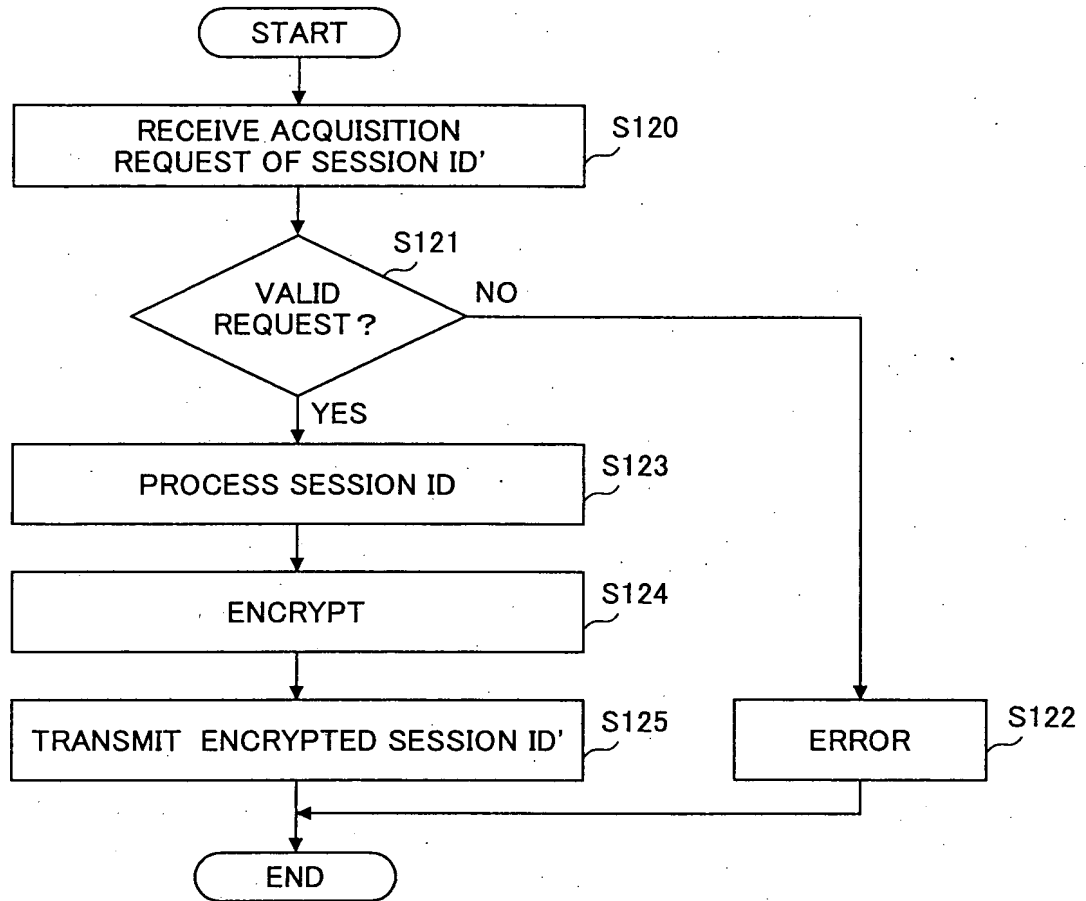 START
RECEIVE ACQUISITION
REQUEST OF SESSION ID'
S120
S121
VALID
REQUEST?
NO
YES
PROCESS SESSION ID
S123
ENCRYPT
S124
TRANSMIT ENCRYPTED SESSION ID'
S125
ERROR
S122
END